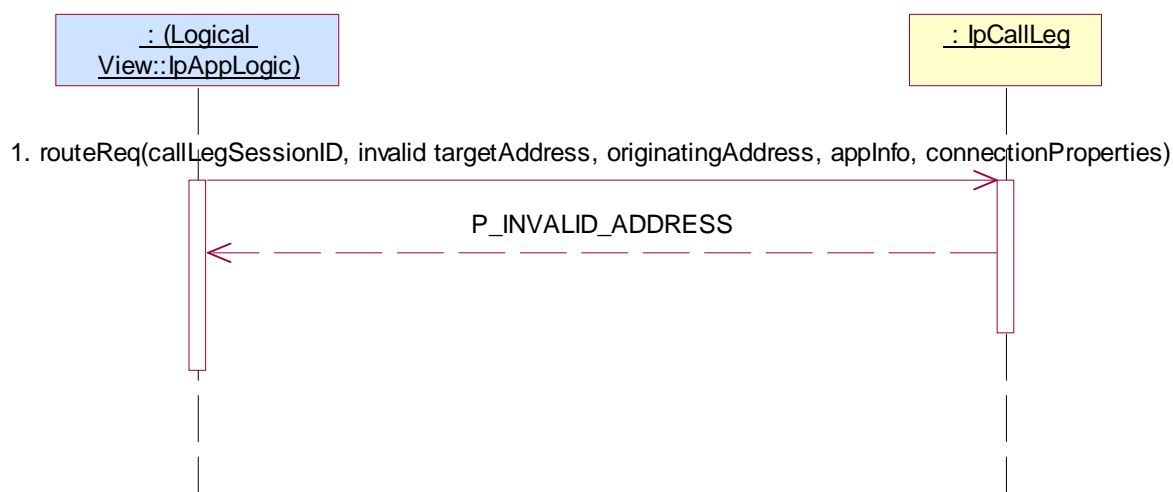 : (Logical
View::IpAppLogic)
: IpCallLeg
1. routeReq(callLegSessionID, invalid targetAddress, originatingAddress, appInfo, connectionProperties)
P_INVALID_ADDRESS